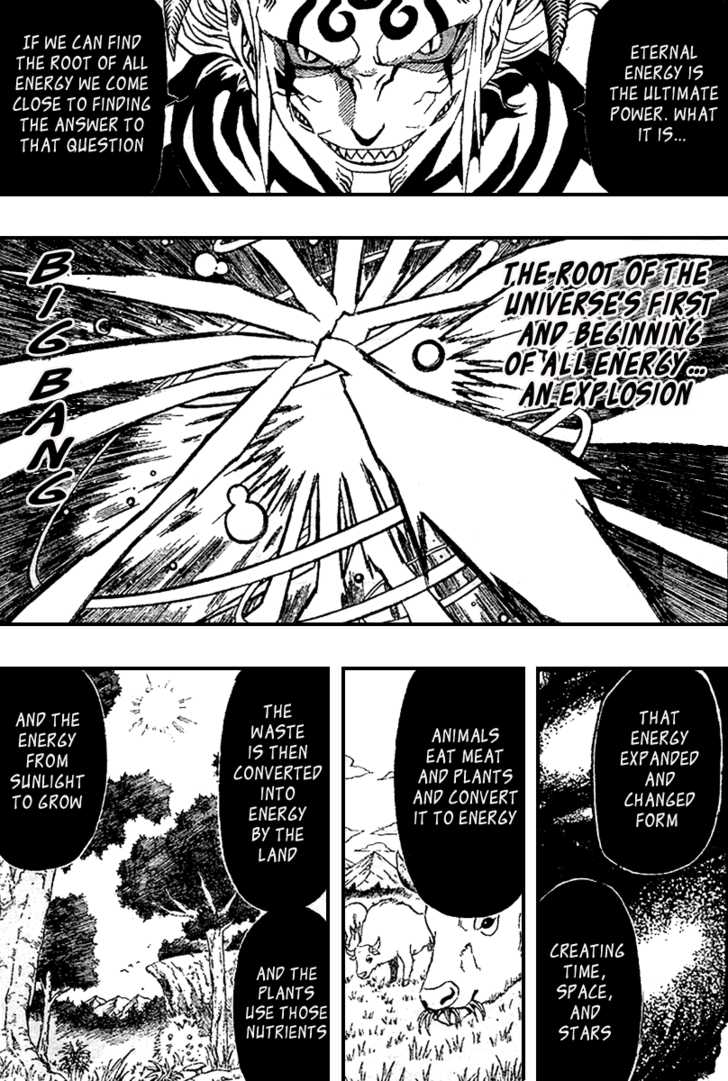 ETERNAL
ENERGY IS
THE ULTIMATE
POWER. WHAT
IT IS...
IF WE CAN FIND
THE ROOT OF ALL
ENERGY WE COME
CLOSE TO FINDING
THE ANSWER TO
THAT QUESTION
THE ROOT OF THE
UNIVERSE'S FIRST
AND BEGINNING
OF ALL ENERGY...
AN EXPLOSION
BIG BANG
THAT
ENERGY
EXPANDED
AND
CHANGED
FORM
CREATING
TIME,
SPACE,
AND
STARS
ANIMALS
EAT MEAT
AND PLANTS
AND CONVERT
IT TO ENERGY
THE
WASTE
IS THEN
CONVERTED
INTO
ENERGY
BY THE
LAND
AND THE
PLANTS
USE THOSE
NUTRIENTS
AND THE
ENERGY
FROM
SUNLIGHT
TO GROW